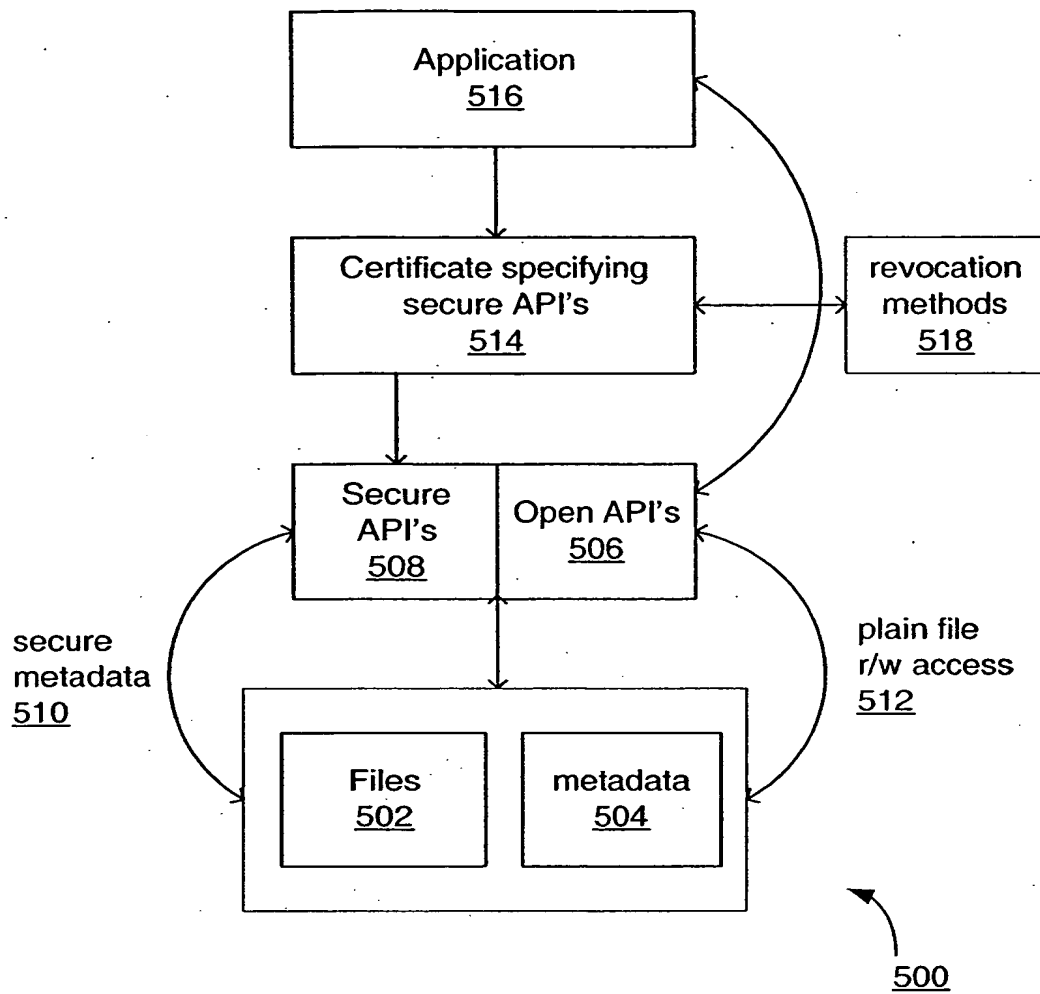 Application
516
Certificate specifying
secure API's
514
revocation
methods
518
Secure
API's
508
Open API's
506
secure
metadata
510
plain file
r/w access
512
Files
502
metadata
504
500